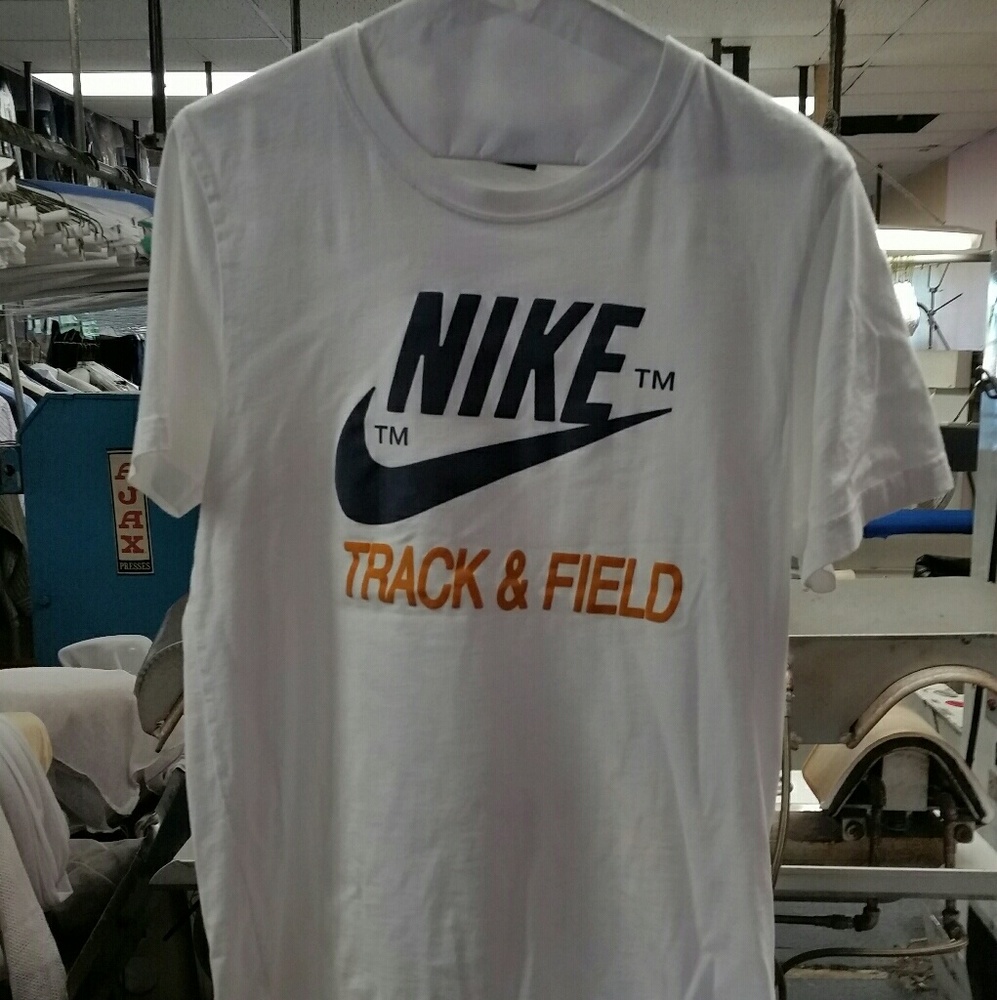 NIKE TM
TM
TRACK & FIELD
AJAX
PRESSES